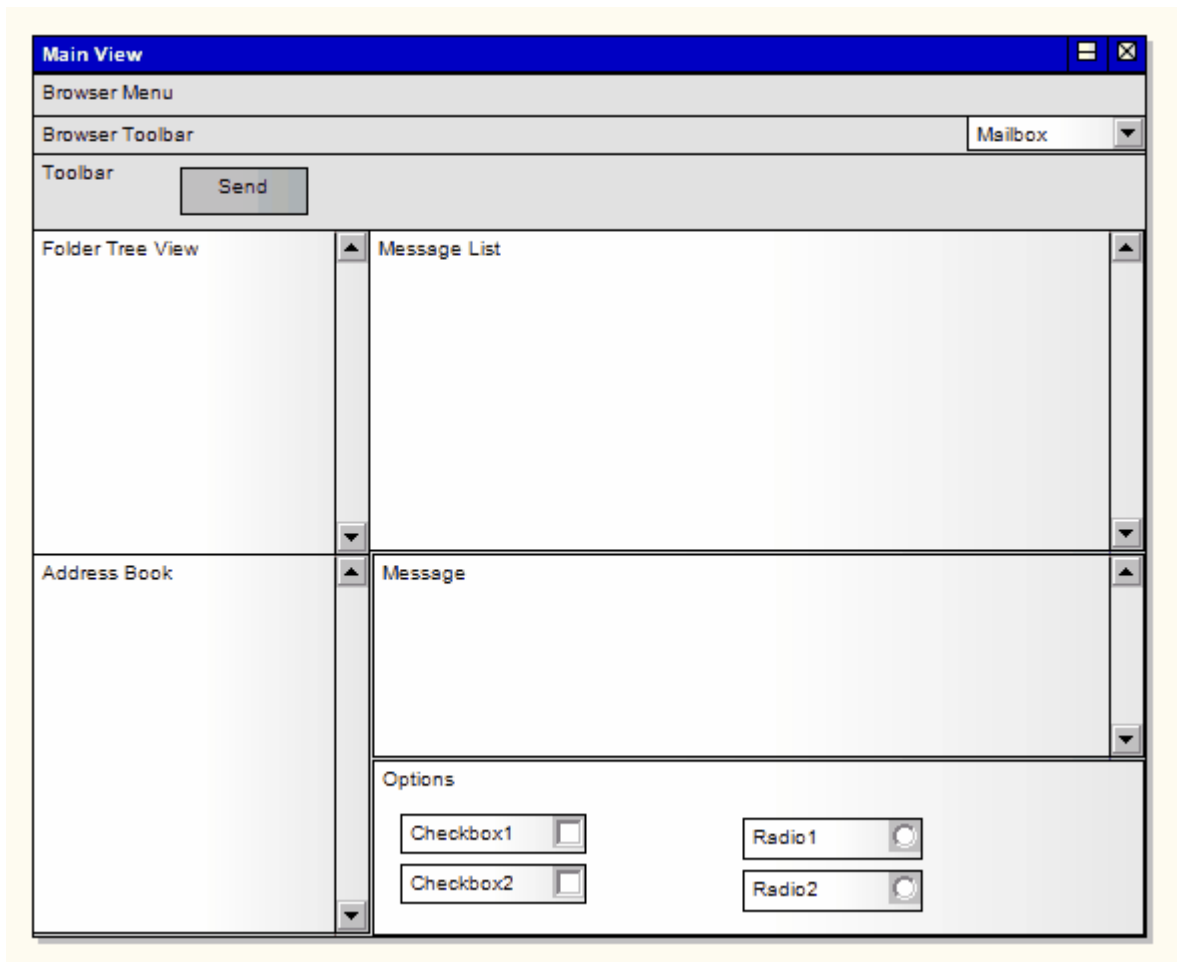 Main View
Browser Menu
Browser Toolbar
Mailbox
Toolbar
Send
Folder Tree View
Message List
Address Book
Message
Options
Checkbox1
Radio1
Checkbox2
Radio2